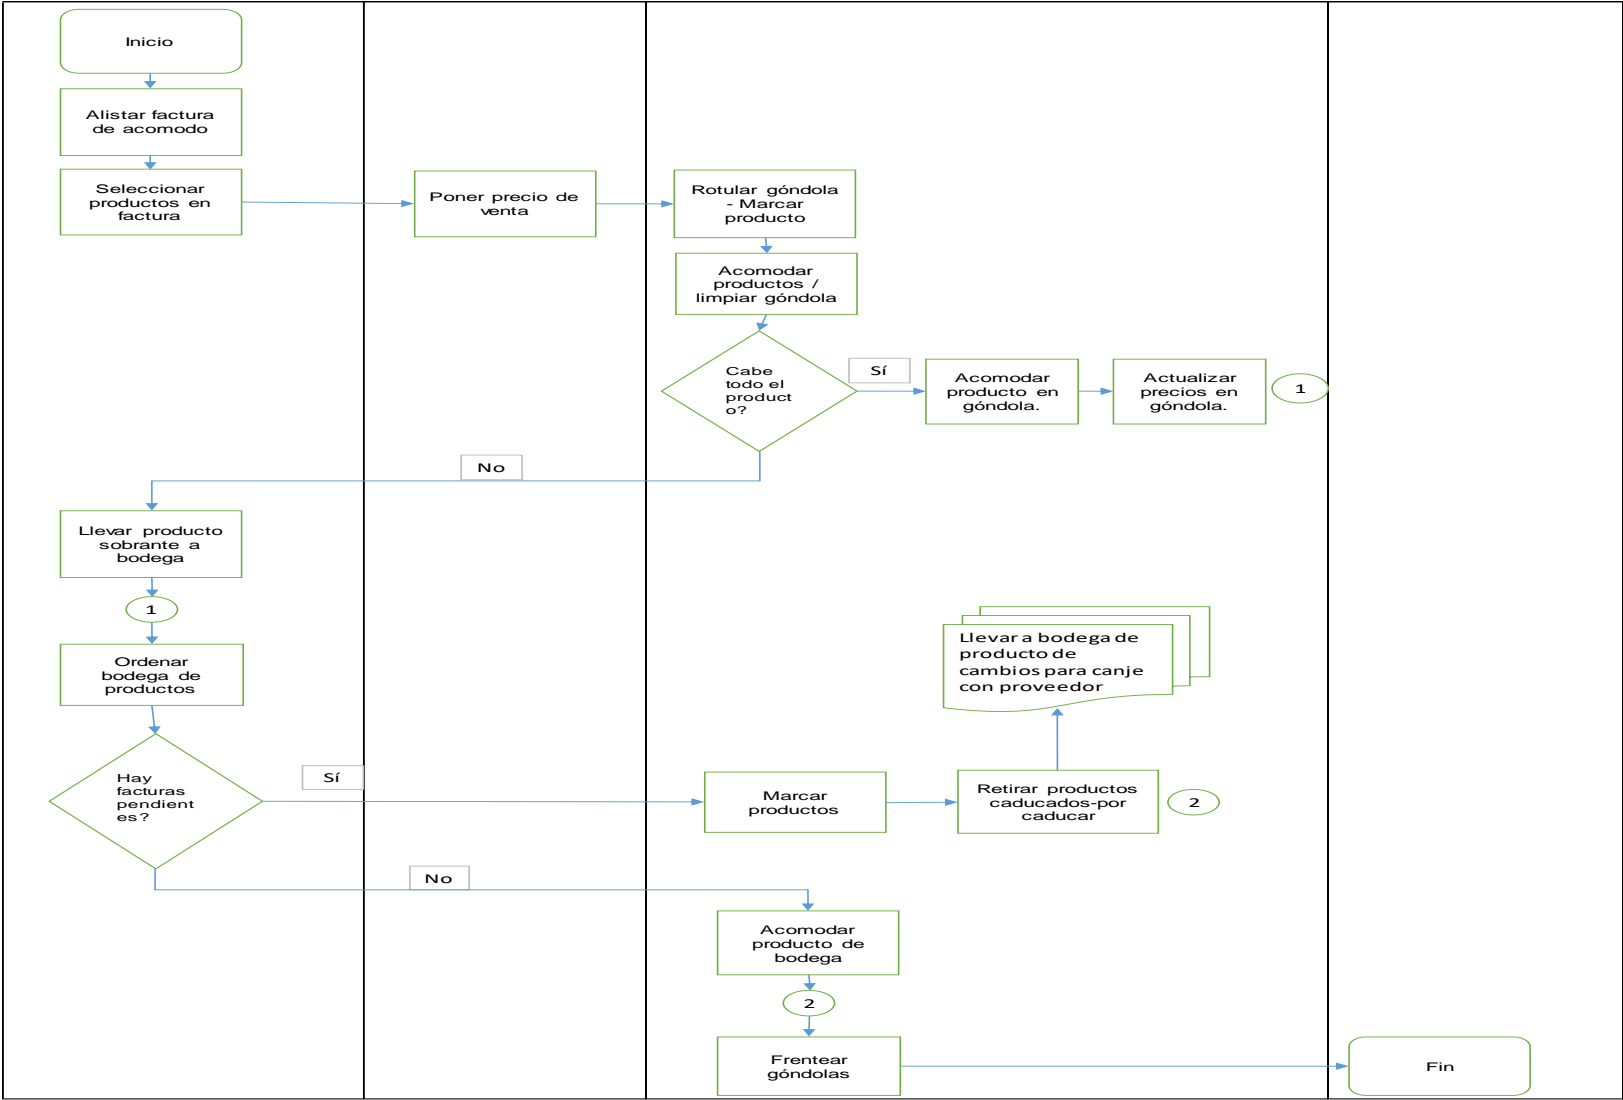 Inicio
Alistar factura
de acomodo
Seleccionar
productos en
factura
Poner precio de
venta
Rotular góndola
- Marcar
producto
Acomodar
productos /
limpiar góndola
Cabe
todo el
product
o?
Sí
Acomodar
producto en
góndola.
Actualizar
precios en
góndola.
1
No
Llevar producto
sobrante a
bodega
1
Ordenar
bodega de
productos
Llevar a bodega de
producto de
cambios para canje
con proveedor
Hay
facturas
pendient
es?
Sí
Marcar
productos
Retirar productos
caducados-por
caducar
2
No
Acomodar
producto de
bodega
2
Frentear
góndolas
Fin